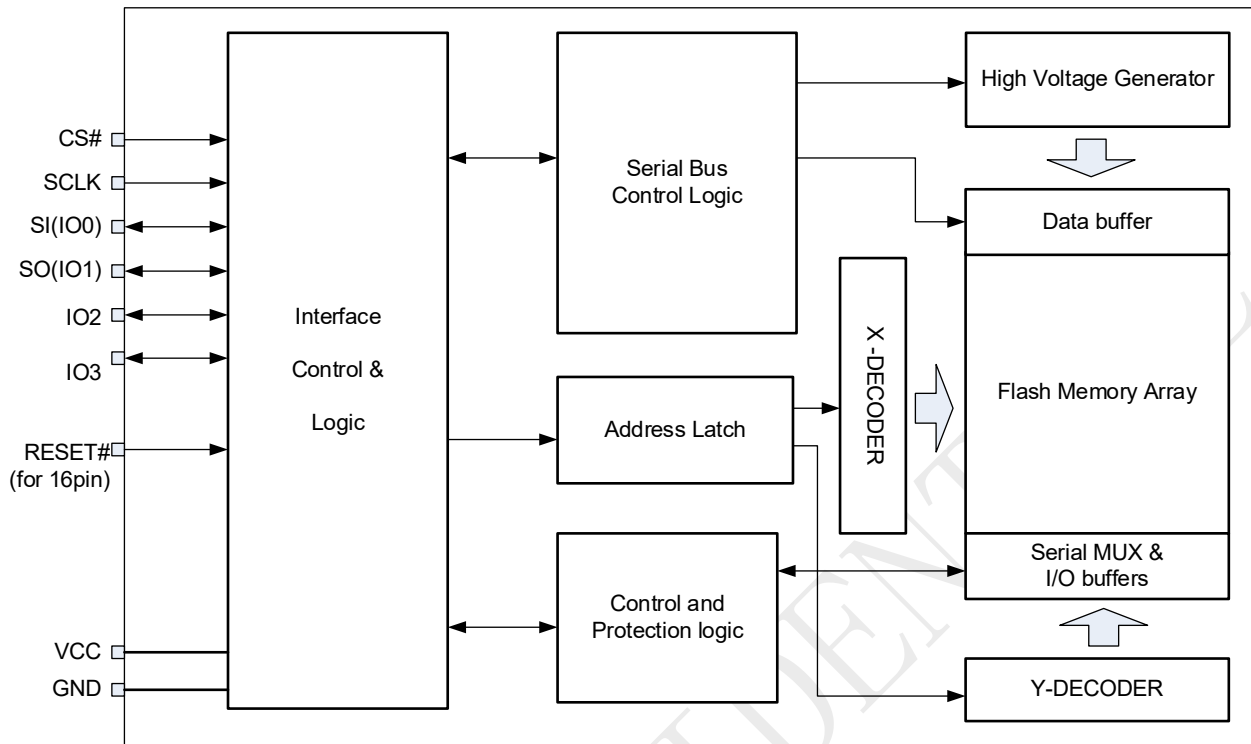 CS#
SCLK
SI(IO0)
SO(IO1)
IO2
IO3
RESET#
(for 16pin)
VCC
GND
Interface
Control &
Logic
Serial Bus
Control Logic
Address Latch
Control and
Protection logic
X -DECODER
High Voltage Generator
Data buffer
Flash Memory Array
Serial MUX &
I/O buffers
Y-DECODER